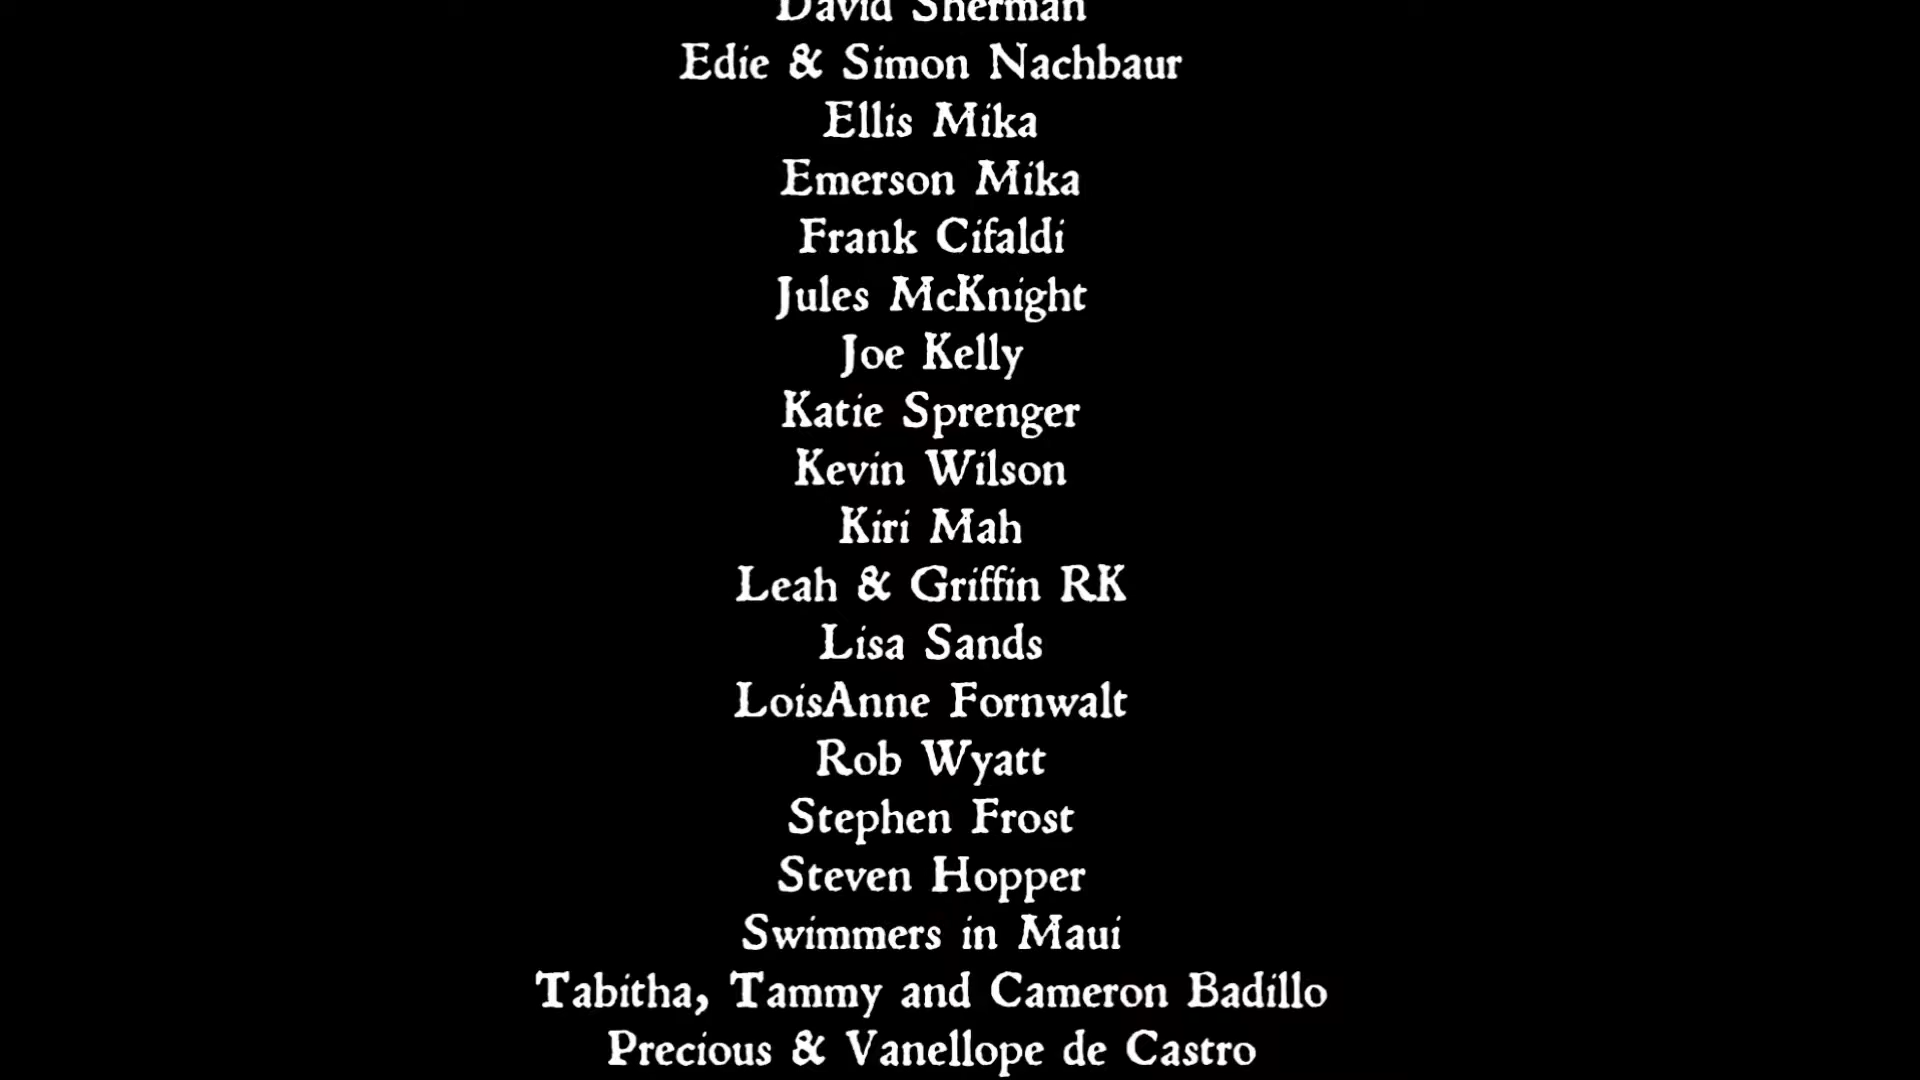 David Sherman
Edie & Simon Nachbaur
Ellis Mika
Emerson Mika
Frank Cifaldi
Jules McKnight
Joe Kelly
Katie Sprenger
Kevin Wilson
Kiri Mah
Leah & Griffin RK
Lisa Sands
LoisAnne Fornwalt
Rob Wyatt
Stephen Frost
Steven Hopper
Swimmers in Maui
Tabitha, Tammy and Cameron Badillo
Precious & Vanellope de Castro